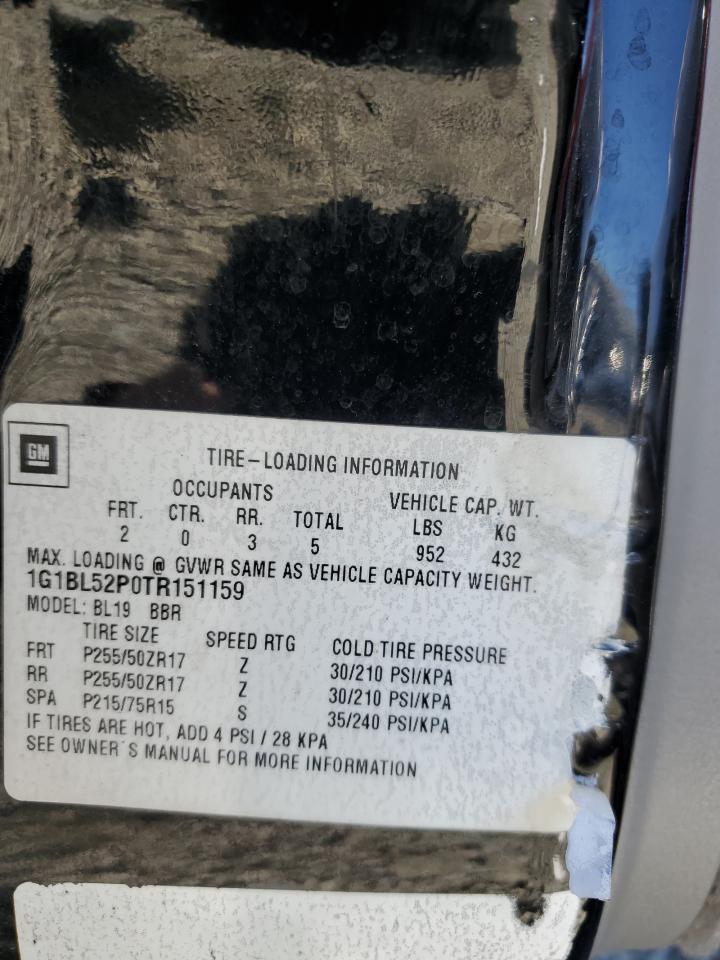 GM
TIRE-LOADING INFORMATION
OCCUPANTS VEHICLE CAP. WT.
FRT. CTR. RR. TOTAL LBS KG
2 0 3 5 952 432
MAX. LOADING @ GVWR SAME AS VEHICLE CAPACITY WEIGHT.
1G1BL52P0TR151159
MODEL: BL19 BBR
TIRE SIZE SPEED RTG COLD TIRE PRESSURE
FRT P255/50ZR17 Z 30/210 PSI/KPA
RR P255/50ZR17 Z 30/210 PSI/KPA
SPA P215/75R15 S 35/240 PSI/KPA
IF TIRES ARE HOT, ADD 4 PSI / 28 KPA
SEE OWNER'S MANUAL FOR MORE INFORMATION